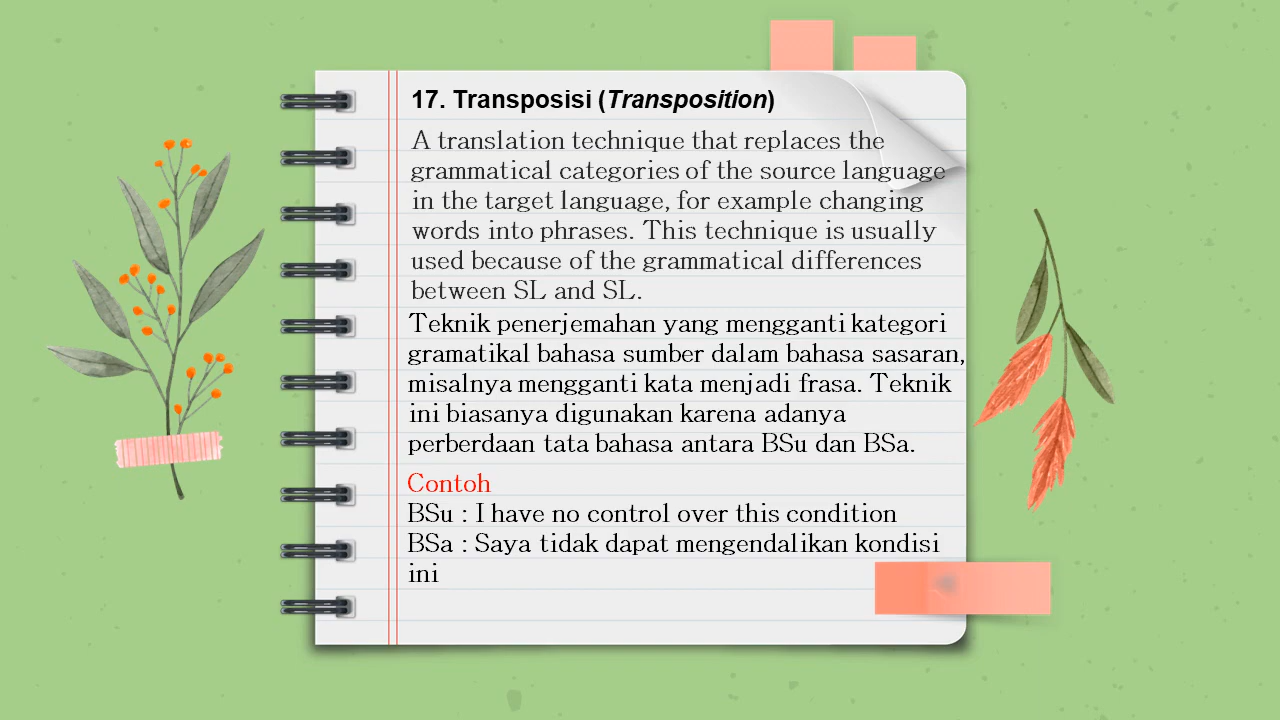 17. Transposisi (Transposition)
A translation technique that replaces the
grammatical categories of the source language
in the target language, for example changing
words into phrases. This technique is usually
used because of the grammatical differences
between SL and SL.
Teknik penerjemahan yang mengganti kategori
gramatikal bahasa sumber dalam bahasa sasaran,
misalnya mengganti kata menjadi frasa. Teknik
ini biasanya digunakan karena adanya
perberdaan tata bahasa antara BSu dan BSa.
Contoh
BSu : I have no control over this condition
BSa : Saya tidak dapat mengendalikan kondisi
ini